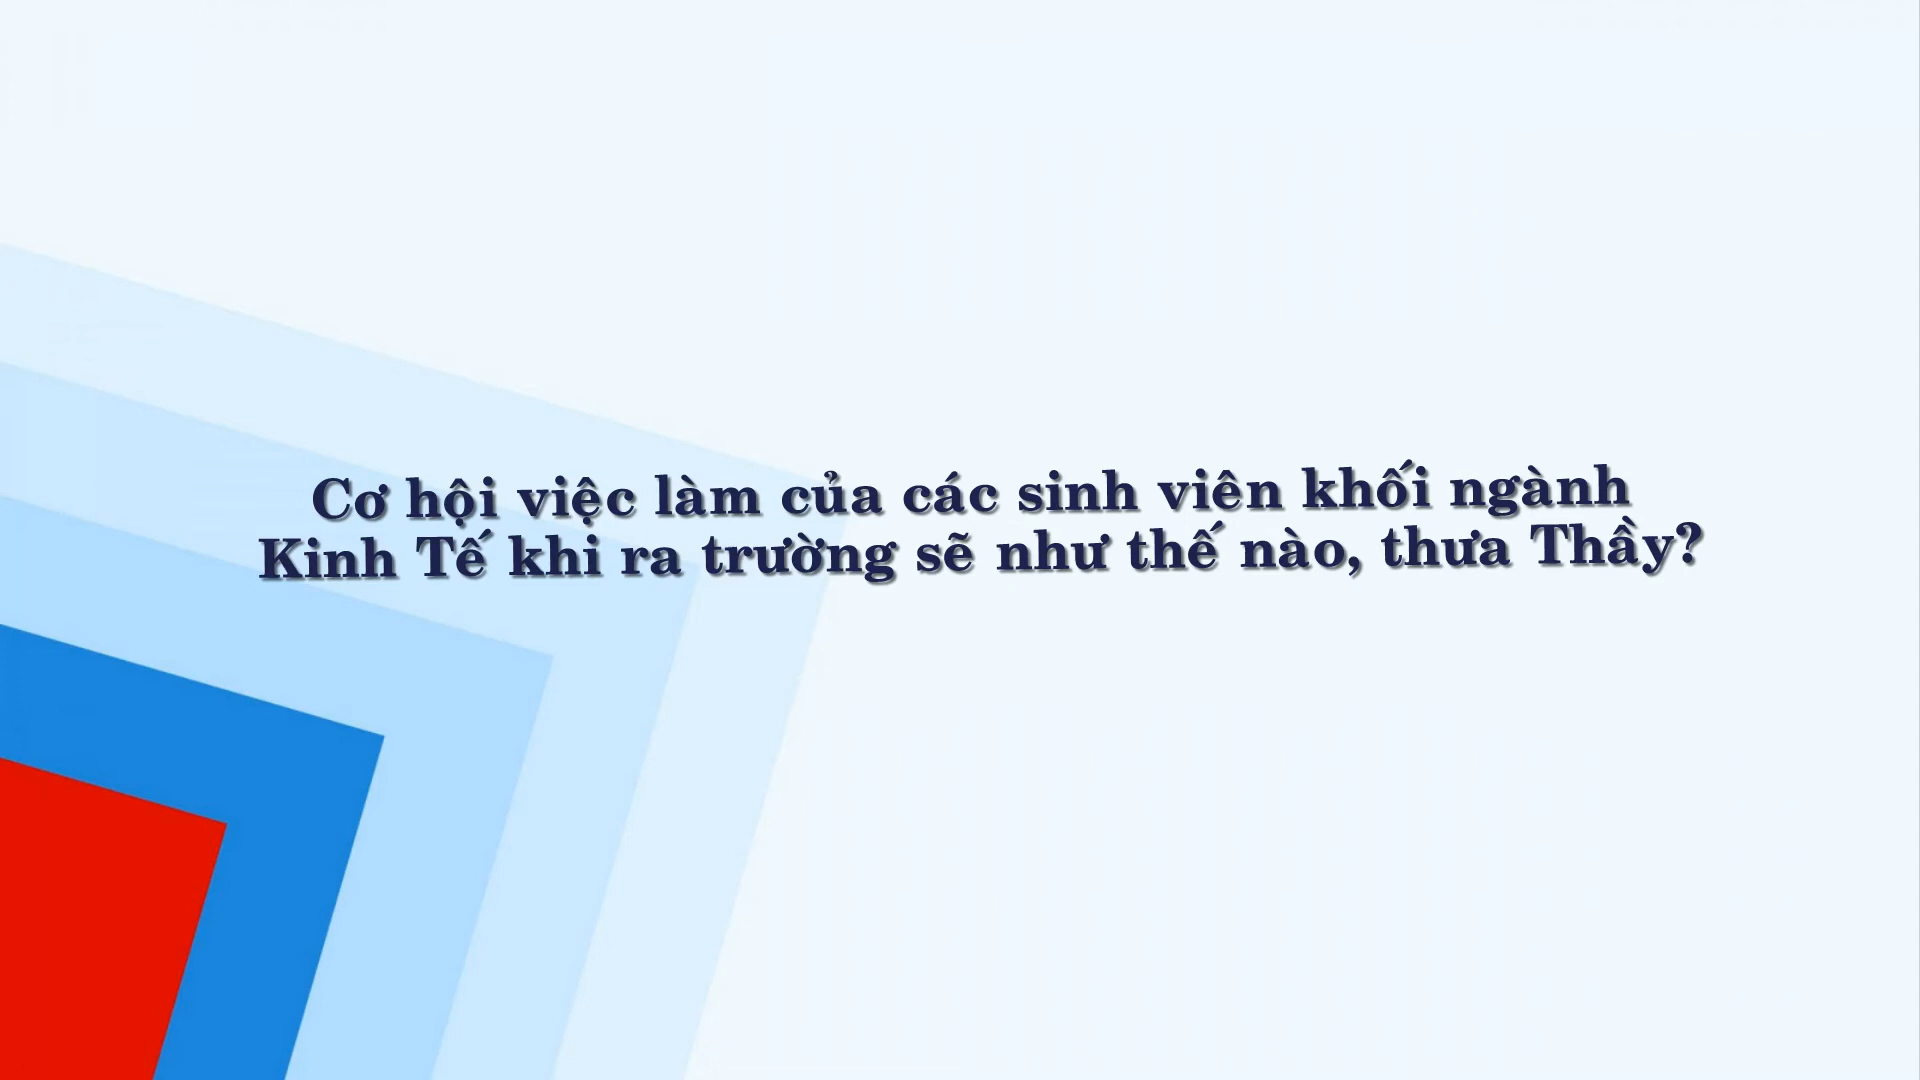 Cơ hội việc làm của các sinh viên khối ngành
Kinh Tế khi ra trường sẽ như thế nào, thưa Thầy?